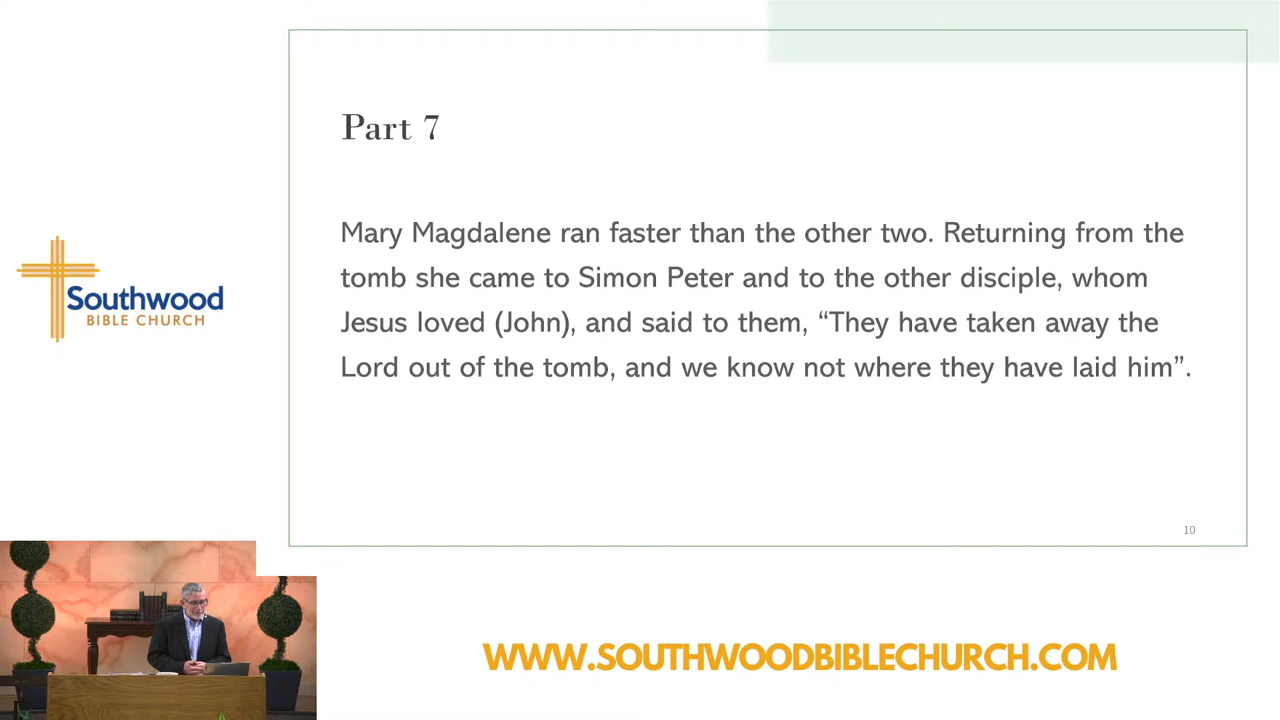 Part 7
Mary Magdalene ran faster than the other two. Returning from the
tomb she came to Simon Peter and to the other disciple, whom
Jesus loved (John), and said to them, “They have taken away the
Lord out of the tomb, and we know not where they have laid him”.
10
Southwood
BIBLE CHURCH
WWW.SOUTHWOODBIBLECHURCH.COM